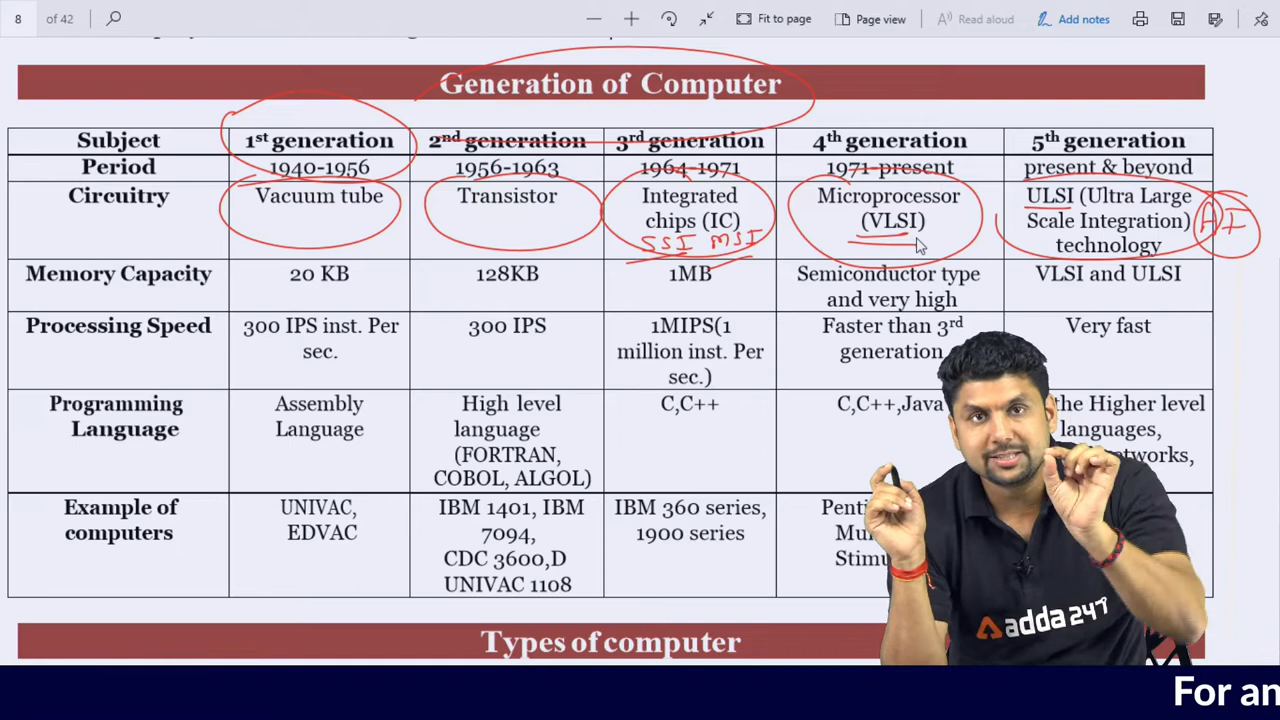 8 of 42 Fit to page Page view Read aloud Add notes
Generation of Computer
Subject 1st generation 2nd generation 3rd generation 4th generation 5th generation
Period 1940-1956 1956-1963 1964-1971 1971-present present & beyond
Circuitry Vacuum tube Transistor Integrated Microprocessor ULSI (Ultra Large
chips (IC) (VLSI) Scale Integration) AI
SSI MSI technology
Memory Capacity 20 KB 128KB 1MB Semiconductor type VLSI and ULSI
and very high
Processing Speed 300 IPS inst. Per 300 IPS 1MIPS(1 Faster than 3rd Very fast
sec. million inst. Per generation
sec.)
Programming Assembly High level C,C++ C,C++,Java the Higher level
Language Language language languages,
(FORTRAN,
COBOL, ALGOL)
Example of UNIVAC, IBM 1401, IBM IBM 360 series,
computers EDVAC 7094, 1900 series
CDC 3600,D
UNIVAC 1108
Types of computer
adda 247
For an